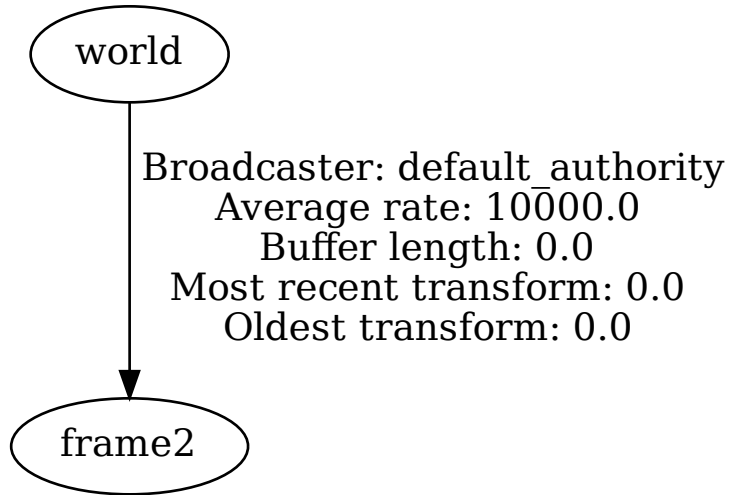 world
Broadcaster: default_authority
Average rate: 10000.0
Buffer length: 0.0
Most recent transform: 0.0
Oldest transform: 0.0
frame2